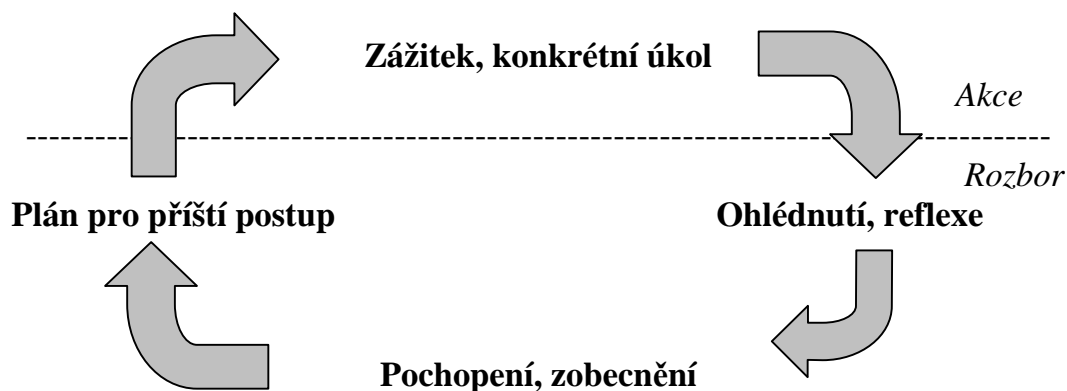 Zážitek, konkrétní úkol
Akce
Rozbor
Plán pro příští postup
Ohlédnutí, reflexe
Pochopení, zobecnění